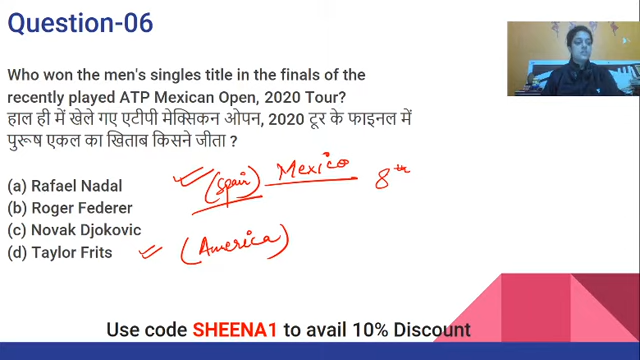 Question-06
Who won the men's singles title in the finals of the
recently played ATP Mexican Open, 2020 Tour?
हाल ही में खेले गए एटीपी मेक्सिकन ओपन, 2020 टूर के फाइनल में
पुरूष एकल का खिताब किसने जीता ?
(a) Rafael Nadal
(Spain) Mexico 8th
(b) Roger Federer
(c) Novak Djokovic
(d) Taylor Frits
(America)
Use code SHEENA1 to avail 10% Discount